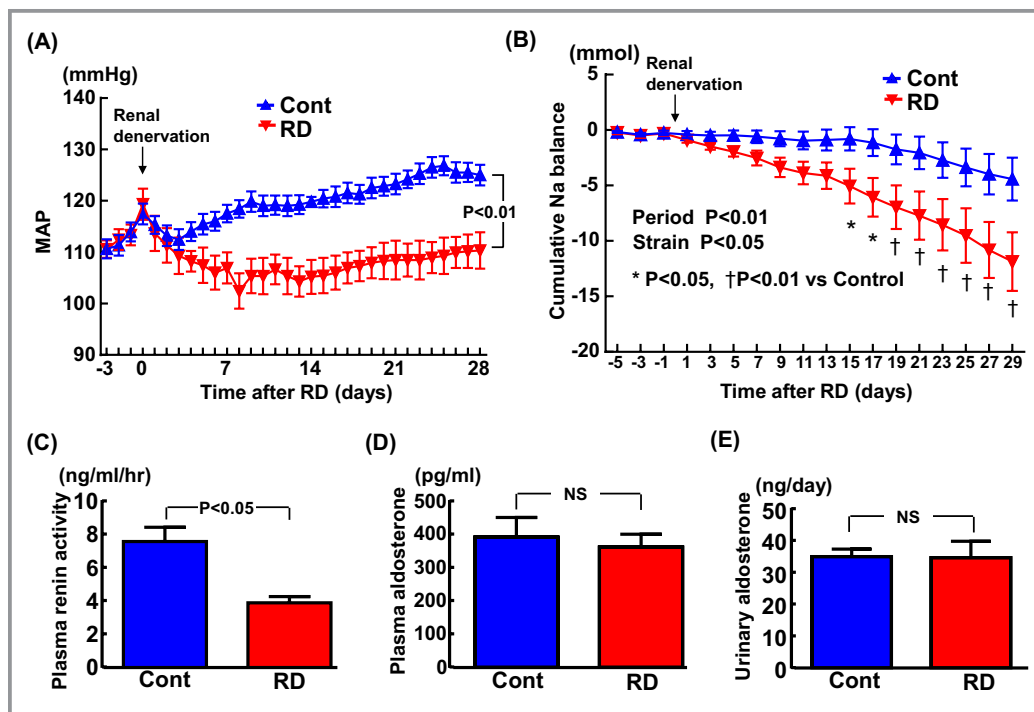 (A)
(mmHg)
140
130
120
110
100
90
MAP
Renal
denervation
Cont
RD
P<0.01
-3 0 7 14 21 28
Time after RD (days)
(B)
(mmol)
5
0
-5
-10
-15
-20
Cumulative Na balance
Renal
denervation
Cont
RD
Period P<0.01
Strain P<0.05
* P<0.05, †P<0.01 vs Control
* * † † † † † †
-5 -3 -1 1 3 5 7 9 11 13 15 17 19 21 23 25 27 29
Time after RD (days)
(C)
(ng/ml/hr)
8
6
4
2
0
Plasma renin activity
P<0.05
Cont RD
(D)
(pg/ml)
500
400
300
200
100
0
Plasma aldosterone
NS
Cont RD
(E)
(ng/day)
50
40
30
20
10
0
Urinary aldosterone
NS
Cont RD